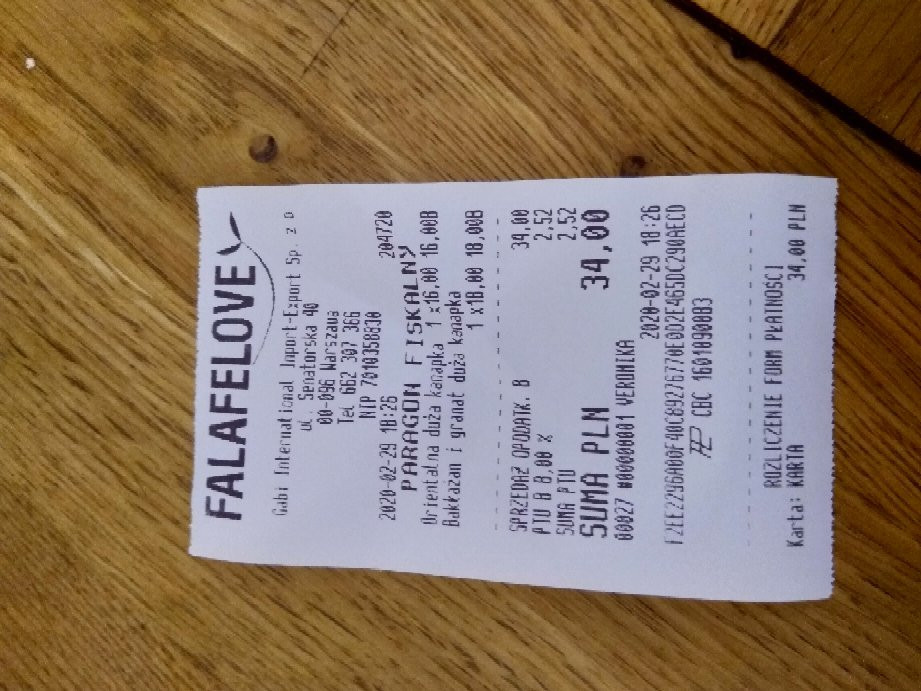 FALAFELOVE
Gabi International Inport-Export Sp. z o
ul. Senatorska 40
00-096 Warszawa
Tel 662 307 366
NIP 7010358830
2020-02-29 18:26 204720
PARAGON FISKALNY
Orientalna duża kanapka 1 x16,00 16,00B
Bakłażan i granat duża kanapka
1 x18,00 18,00B
SPRZEDAŻ OPODATK. B 34,00
PTU B 8,00 % 2,52
SUMA PTU 2,52
SUMA PLN 34,00
00027 #00000001 WERONIKA 2020-02-29 18:26
F2EE2296A00F40C89276770E0D2E465DC290AECD
CBC 1601090083
ROZLICZENIE FORM PŁATNOŚCI
Karta: KARTA 34,00 PLN